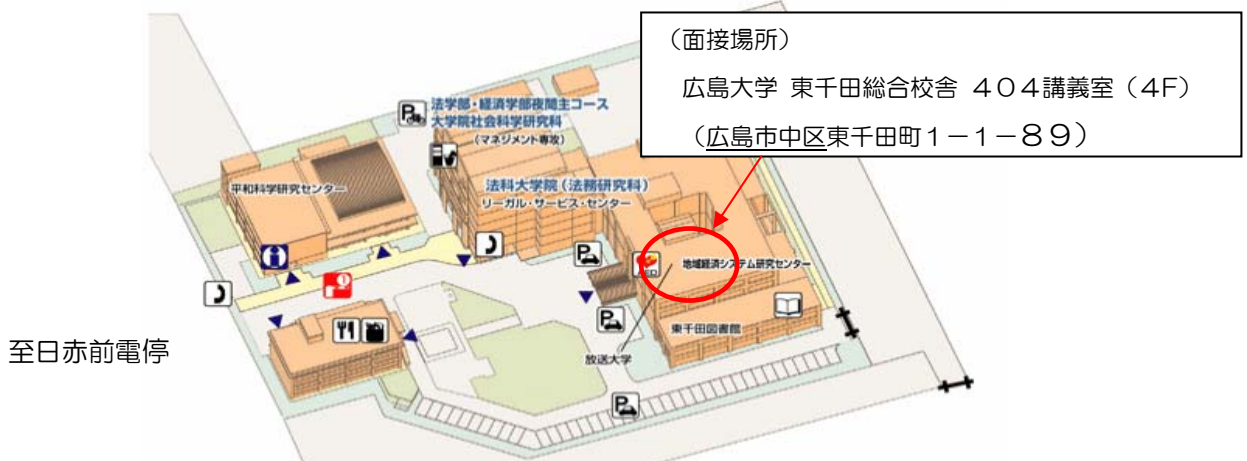 （面接場所）
広島大学 東千田総合校舎 ４０４講義室（4F）
（広島市中区東千田町１－１－８９）
法学部・経済学部夜間主コース
大学院社会科学研究科
（マネジメント専攻）
平和科学研究センター
法科大学院（法務研究科）
リーガル・サービス・センター
地域経済システム研究センター
東千田図書館
放送大学
至日赤前電停
P
P
P
P